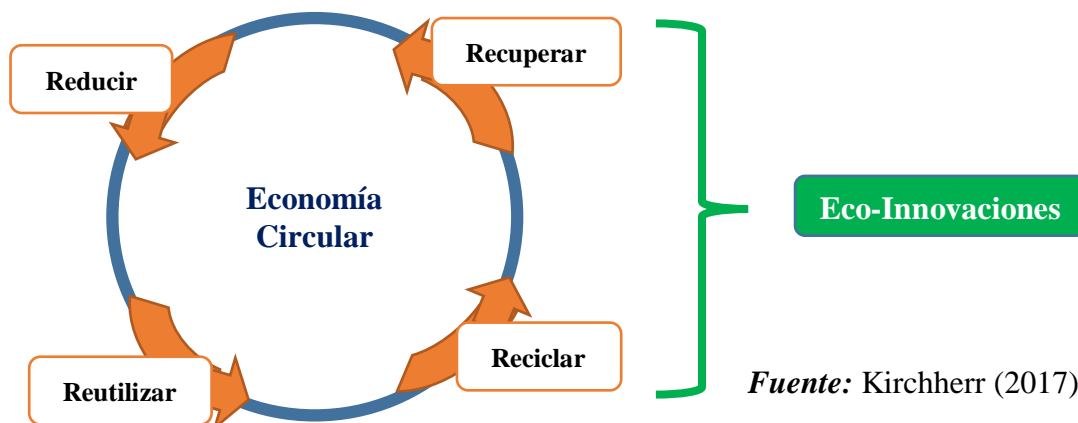 Reducir
Recuperar
Economía
Circular
Eco-Innovaciones
Reutilizar
Reciclar
Fuente: Kirchherr (2017)